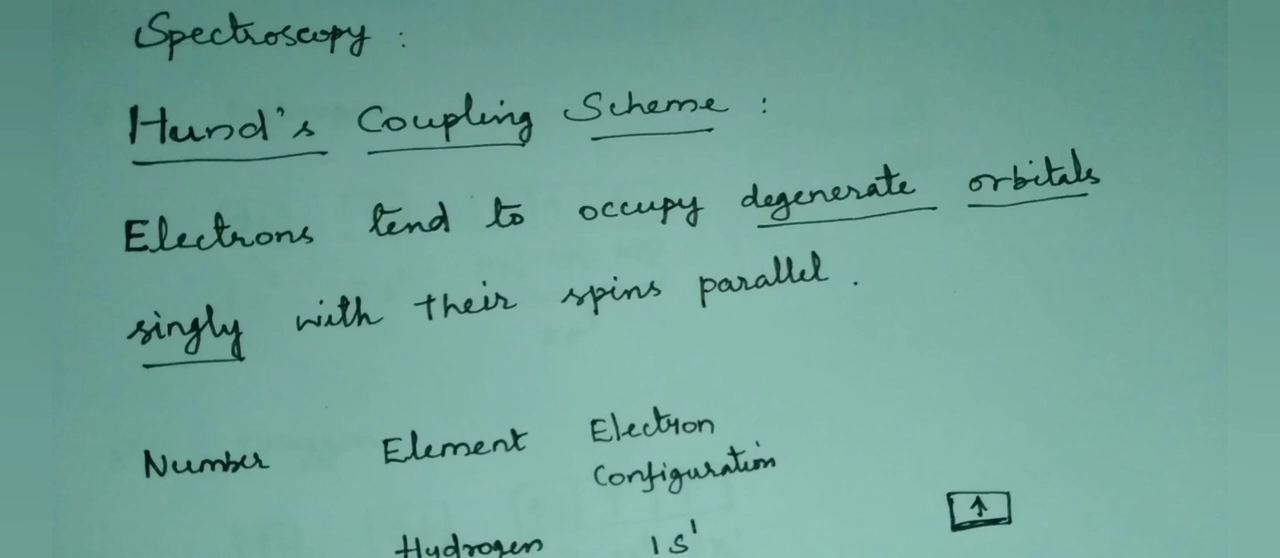 Spectroscopy :
Hund's Coupling Scheme :
Electrons tend to occupy degenerate orbitals
singly with their spins parallel.
Number Element Electron
Configuration
↑
Hydrogen 1s¹